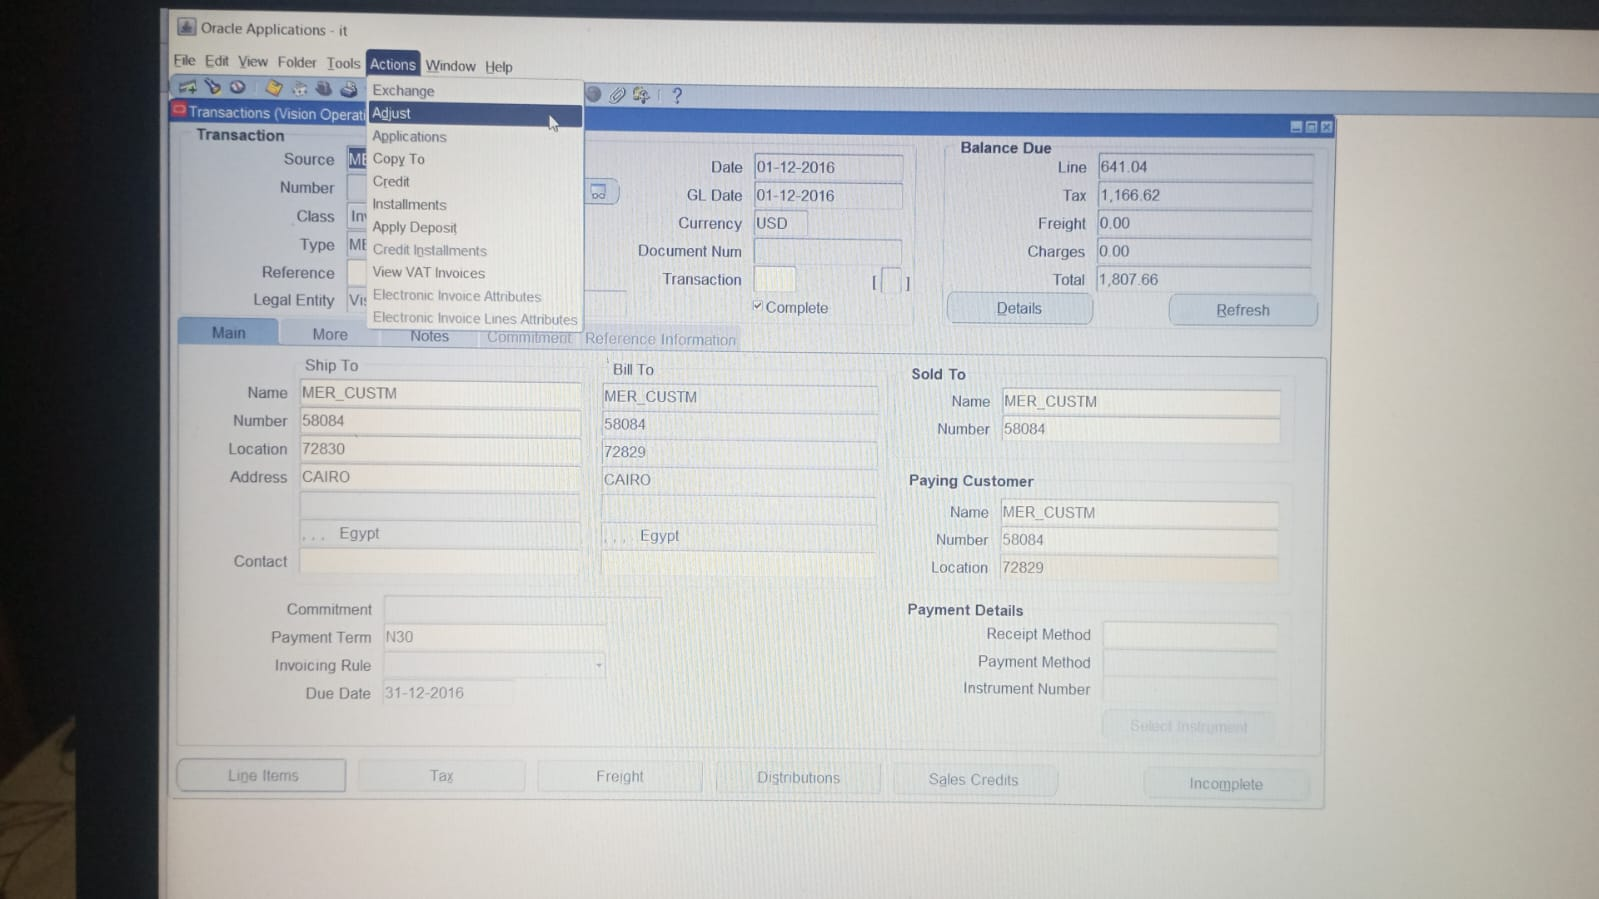 Oracle Applications - it
File Edit View Folder Tools Actions Window Help
Transactions (Vision Operati
Exchange
Adjust
Applications
Copy To
Credit
Installments
Apply Deposit
Credit Installments
View VAT Invoices
Electronic Invoice Attributes
Electronic Invoice Lines Attributes
Transaction
Source ME
Number
Class Inv
Type ME
Reference
Legal Entity Vis
Date 01-12-2016
GL Date 01-12-2016
Currency USD
Document Num
Transaction [ ]
Complete
Balance Due
Line 641.04
Tax 1,166.62
Freight 0.00
Charges 0.00
Total 1,807.66
Details Refresh
Main More Notes Commitment Reference Information
Ship To
Name MER_CUSTM
Number 58084
Location 72830
Address CAIRO
, , , Egypt
Contact
Bill To
MER_CUSTM
58084
72829
CAIRO
, , , Egypt
Sold To
Name MER_CUSTM
Number 58084
Paying Customer
Name MER_CUSTM
Number 58084
Location 72829
Commitment
Payment Term N30
Invoicing Rule
Due Date 31-12-2016
Payment Details
Receipt Method
Payment Method
Instrument Number
Select Instrument
Line Items Tax Freight Distributions Sales Credits Incomplete